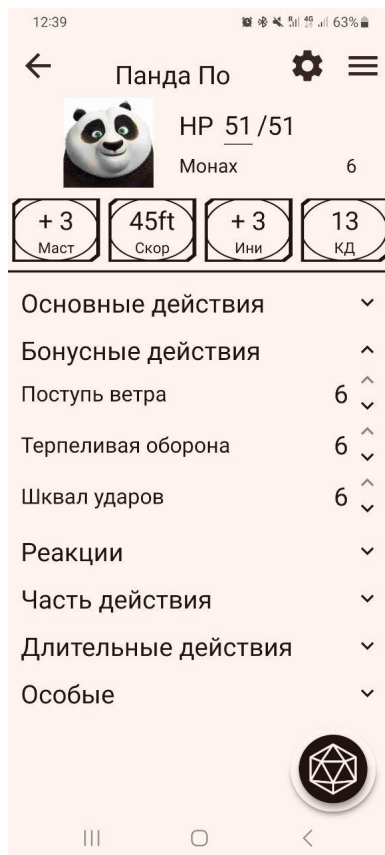 12:39
63%
Панда По
HP 51/51
Монах 6
+ 3 45ft + 3 13
Маст Скор Ини КД
Основные действия
Бонусные действия
Поступь ветра 6
Терпеливая оборона 6
Шквал ударов 6
Реакции
Часть действия
Длительные действия
Особые